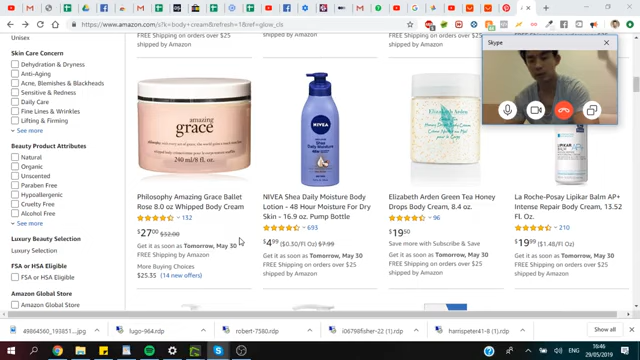 https://www.amazon.com/s?k=body+cream&refresh=1&ref=glow_cls
Unisex
shipped by Amazon
FREE Shipping on orders over $25
shipped by Amazon
Skype
Skin Care Concern
Dehydration & Dryness
Anti-Aging
Acne, Blemishes & Blackheads
Sensitive & Redness
Daily Care
Fine Lines & Wrinkles
Lifting & Firming
See more
Beauty Product Attributes
Natural
Organic
Unscented
Paraben Free
Hypoallergenic
Cruelty Free
Alcohol Free
See more
Luxury Beauty Selection
Luxury Selection
FSA or HSA Eligible
FSA or HSA Eligible
Amazon Global Store
Amazon Global Store
amazing
grace
240 ml/8 fl. oz.
Philosophy Amazing Grace Ballet
Rose 8.0 oz Whipped Body Cream
132
$27.00 $32.00
Get it as soon as Tomorrow, May 30
FREE Shipping by Amazon
More Buying Choices
$25.35 (14 new offers)
NIVEA
NIVEA Shea Daily Moisture Body
Lotion - 48 Hour Moisture For Dry
Skin - 16.9 oz. Pump Bottle
693
$4.99 ($0.30/Fl Oz) $7.99
Get it as soon as Tomorrow, May 30
FREE Shipping on orders over $25
shipped by Amazon
Elizabeth Arden
Elizabeth Arden Green Tea Honey
Drops Body Cream, 8.4 oz.
96
$19.50
Save more with Subscribe & Save
Get it as soon as Tomorrow, May 30
FREE Shipping on orders over $25
shipped by Amazon
LIPIKAR
La Roche-Posay Lipikar Balm AP+
Intense Repair Body Cream, 13.52
Fl. Oz.
210
$19.99 ($1.48/Fl Oz)
Get it as soon as Tomorrow, May 30
FREE Shipping on orders over $25
shipped by Amazon
49864560_193851....jpg
lugo-964.rdp
robert-7580.rdp
i06798fisher-22 (1).rdp
harrispeter41-8 (1).rdp
Show all
16:46
29/05/2019